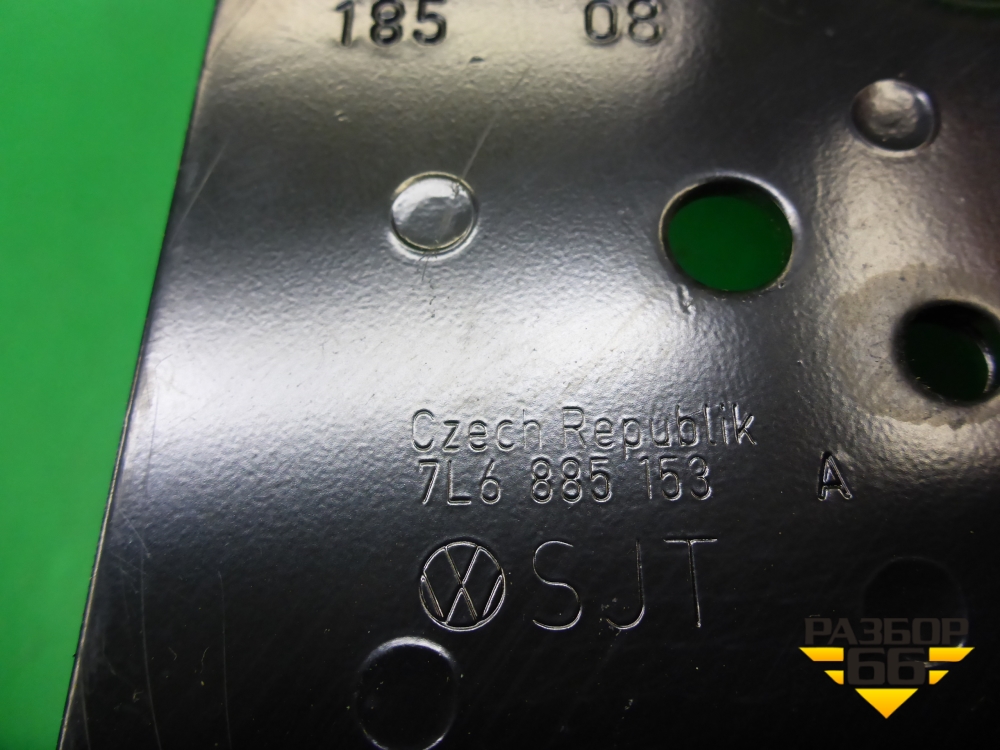 185 08
Czech Republik
7L6 885 153 A
SJT
РАЗБОР
66